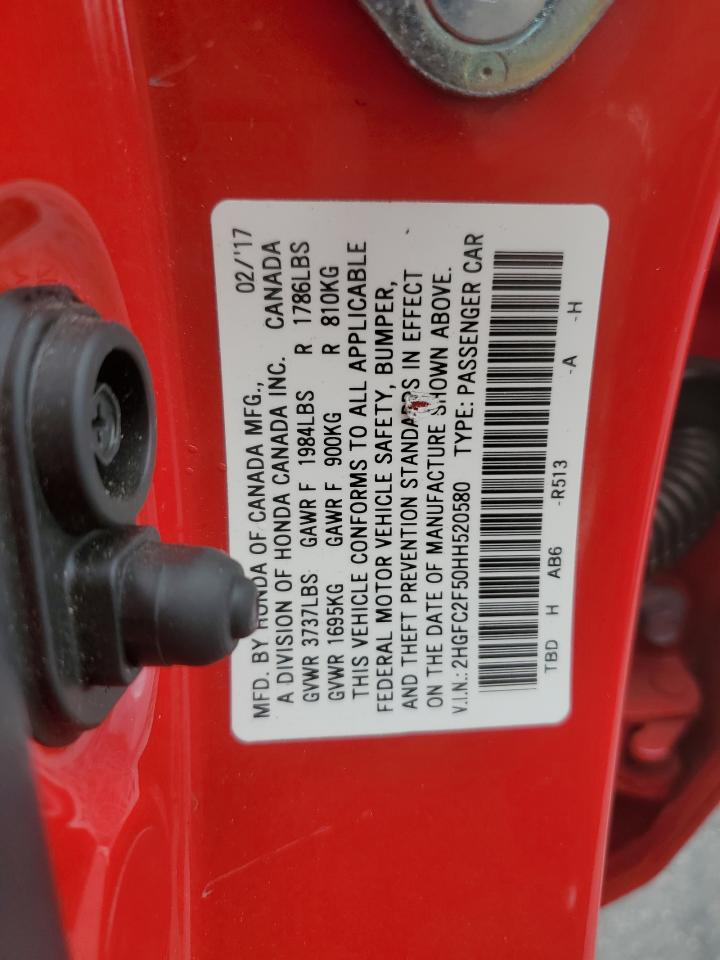 02/'17
MFD. BY HONDA OF CANADA MFG.,
A DIVISION OF HONDA CANADA INC. CANADA
GVWR 3737LBS GAWR F 1984LBS R 1786LBS
GVWR 1695KG GAWR F 900KG R 810KG
THIS VEHICLE CONFORMS TO ALL APPLICABLE
FEDERAL MOTOR VEHICLE SAFETY, BUMPER,
AND THEFT PREVENTION STANDARDS IN EFFECT
ON THE DATE OF MANUFACTURE SHOWN ABOVE.
V.I.N.: 2HGFC2F50HH520580 TYPE: PASSENGER CAR
TBD H AB6 -R513 -A -H